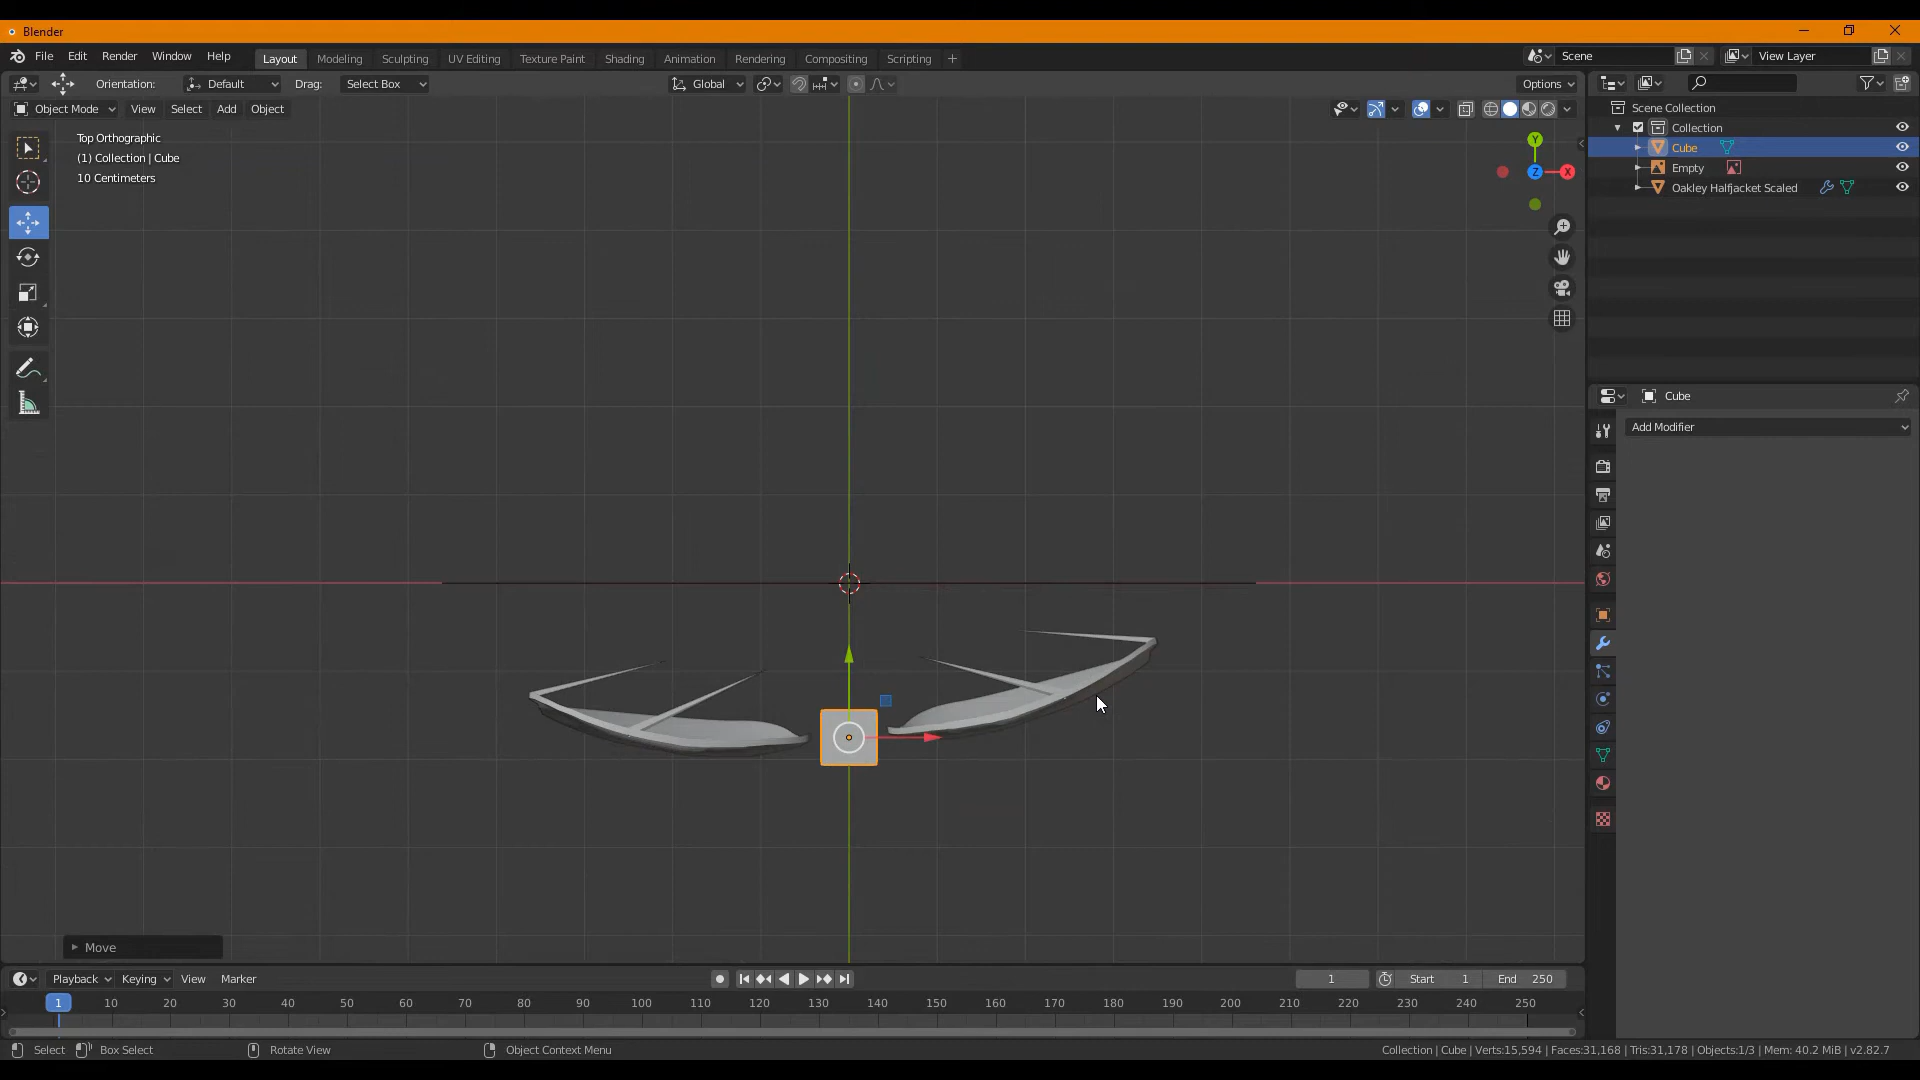 Blender
File Edit Render Window Help Layout Modeling Sculpting UV Editing Texture Paint Shading Animation Rendering Compositing Scripting + Scene View Layer
Orientation: Default Drag: Select Box Global Options
Object Mode View Select Add Object
Top Orthographic
(1) Collection | Cube
10 Centimeters
Y
Z X
Scene Collection
Collection
Cube
Empty
Oakley Halfjacket Scaled
Cube
Add Modifier
Move
Playback Keying View Marker 1 Start 1 End 250
1 10 20 30 40 50 60 70 80 90 100 110 120 130 140 150 160 170 180 190 200 210 220 230 240 250
Select Box Select Rotate View Object Context Menu Collection | Cube | Verts:15,594 | Faces:31,168 | Tris:31,178 | Objects:1/3 | Mem: 40.2 MiB | v2.82.7